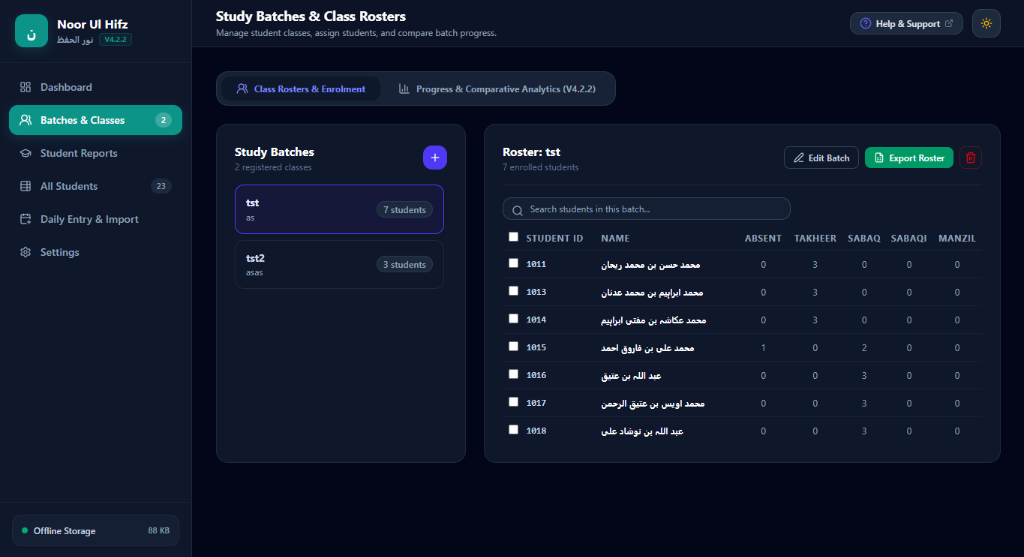 ن
Noor Ul Hifz
نور الحفظ V4.2.2
Dashboard
Batches & Classes 2
Student Reports
All Students 23
Daily Entry & Import
Settings
Offline Storage 88 KB
Study Batches & Class Rosters
Manage student classes, assign students, and compare batch progress.
Help & Support
Class Rosters & Enrolment
Progress & Comparative Analytics (V4.2.2)
Study Batches
2 registered classes
+
tst
as
7 students
tst2
asas
3 students
Roster: tst
7 enrolled students
Edit Batch
Export Roster
Search students in this batch...
STUDENT ID NAME ABSENT TAKHEER SABAQ SABAQI MANZIL
1011 محمد حسن بن محمد ریحان 0 3 0 0 0
1013 محمد ابراہیم بن محمد عدنان 0 3 0 0 0
1014 محمد عکاشہ بن مفتی ابراہیم 0 3 0 0 0
1015 محمد علی بن فاروق احمد 1 0 2 0 0
1016 عبد اللہ بن عتیق 0 0 3 0 0
1017 محمد اویس بن عتیق الرحمن 0 0 3 0 0
1018 عبد اللہ بن نوشاد علی 0 0 3 0 0